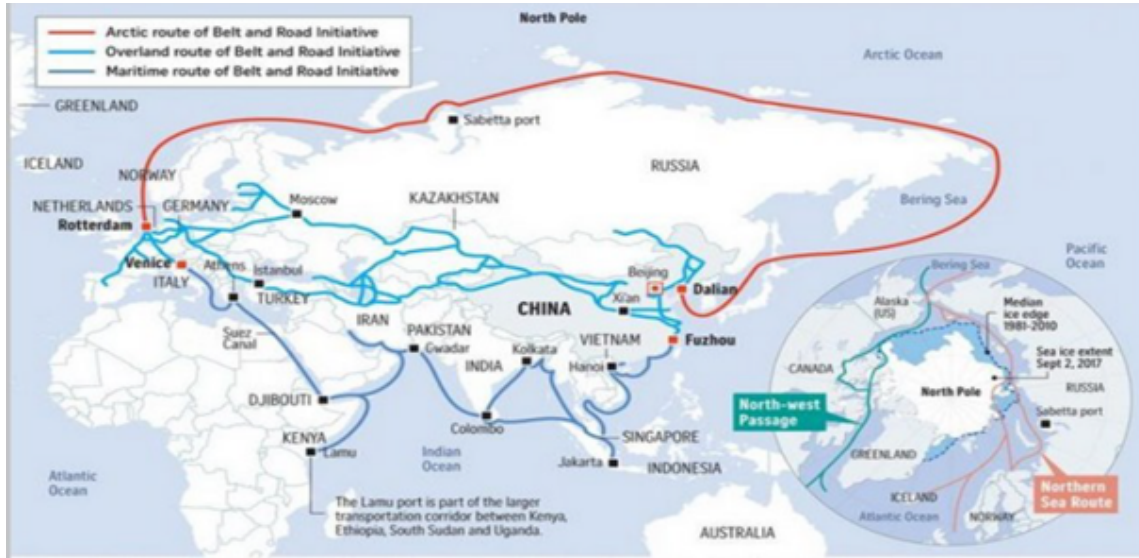 North Pole
Arctic route of Belt and Road Initiative
Overland route of Belt and Road Initiative
Maritime route of Belt and Road Initiative
Arctic Ocean
GREENLAND
Sabetta port
ICELAND
NORWAY
RUSSIA
KAZAKHSTAN
Moscow
NETHERLANDS
GERMANY
Rotterdam
Bering Sea
Pacific
Ocean
Venice
ITALY
Athens
Istanbul
TURKEY
Beijing
Dalian
Xi'an
CHINA
IRAN
PAKISTAN
Gwadar
Suez
Canal
INDIA
Kolkata
VIETNAM
Hanoi
Fuzhou
DJIBOUTI
KENYA
Lamu
Colombo
SINGAPORE
Jakarta
INDONESIA
Indian
Ocean
Atlantic
Ocean
The Lamu port is part of the larger
transportation corridor between Kenya,
Ethiopia, South Sudan and Uganda.
AUSTRALIA
Bering Sea
Alaska
(US)
Median
ice edge
1981-2010
Sea ice extent
Sept 2, 2017
CANADA
North Pole
RUSSIA
Sabetta port
North-west
Passage
GREENLAND
ICELAND
Atlantic Ocean
NORWAY
Northern
Sea Route